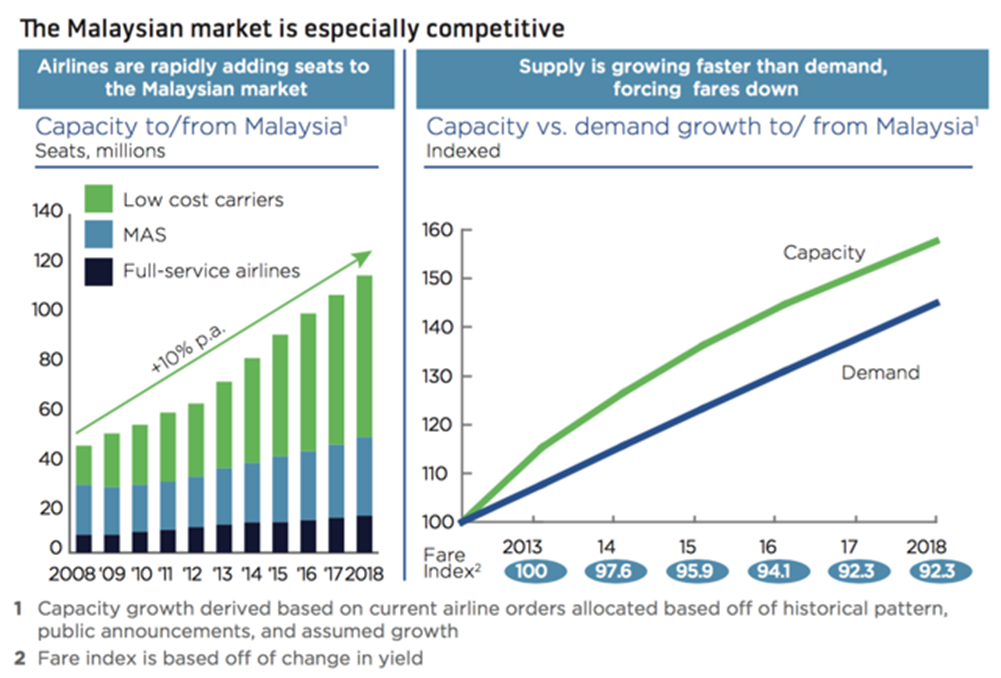 The Malaysian market is especially competitive
Airlines are rapidly adding seats to
the Malaysian market
Capacity to/from Malaysia¹
Seats, millions
Low cost carriers
MAS
Full-service airlines
140
120
100
80
60
40
20
0
+10% p.a.
2008 '09 '10 '11 '12 '13 '14 '15 '16 '17 2018
Supply is growing faster than demand,
forcing fares down
Capacity vs. demand growth to/ from Malaysia¹
Indexed
160
150
140
130
120
110
100
Capacity
Demand
2013 14 15 16 17 2018
Fare
Index² 100 97.6 95.9 94.1 92.3 92.3
1 Capacity growth derived based on current airline orders allocated based off of historical pattern,
public announcements, and assumed growth
2 Fare index is based off of change in yield